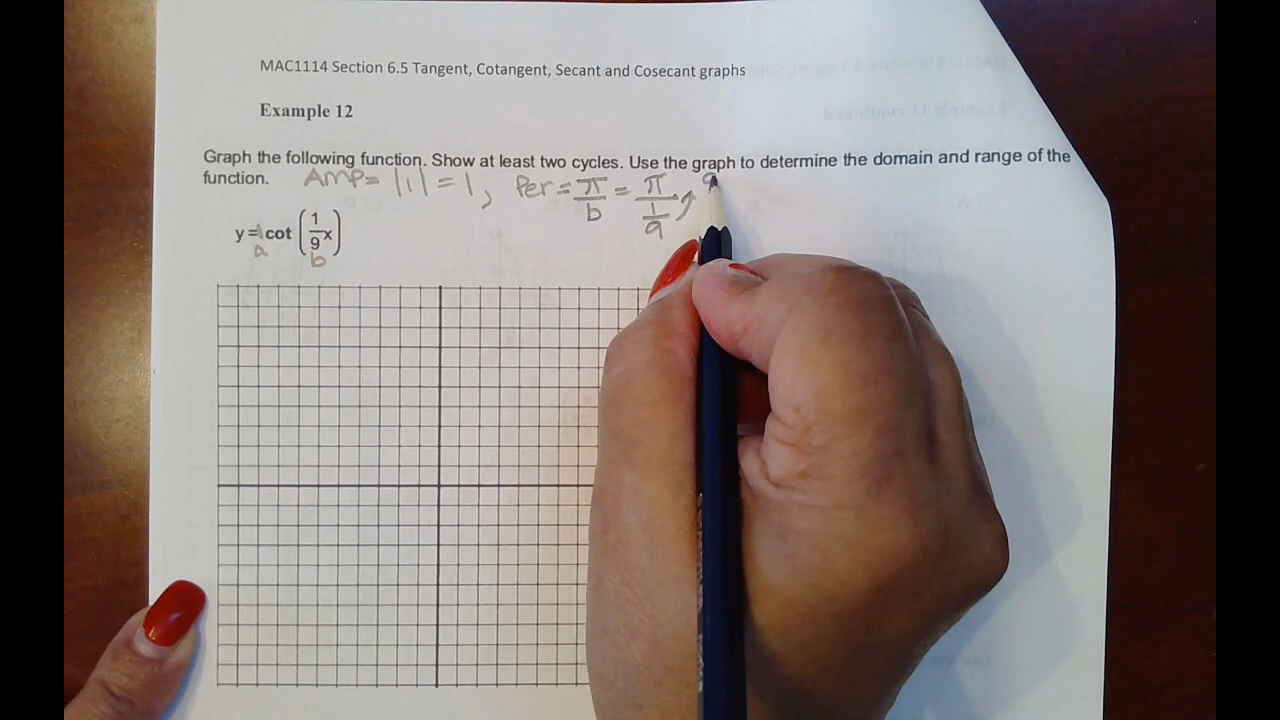 MAC1114 Section 6.5 Tangent, Cotangent, Secant and Cosecant graphs
Example 12
Graph the following function. Show at least two cycles. Use the graph to determine the domain and range of the
function. Amp = |1| = 1, Per = π/b = π/(1/9), 9
y = 1cot (1/9 x)
a b